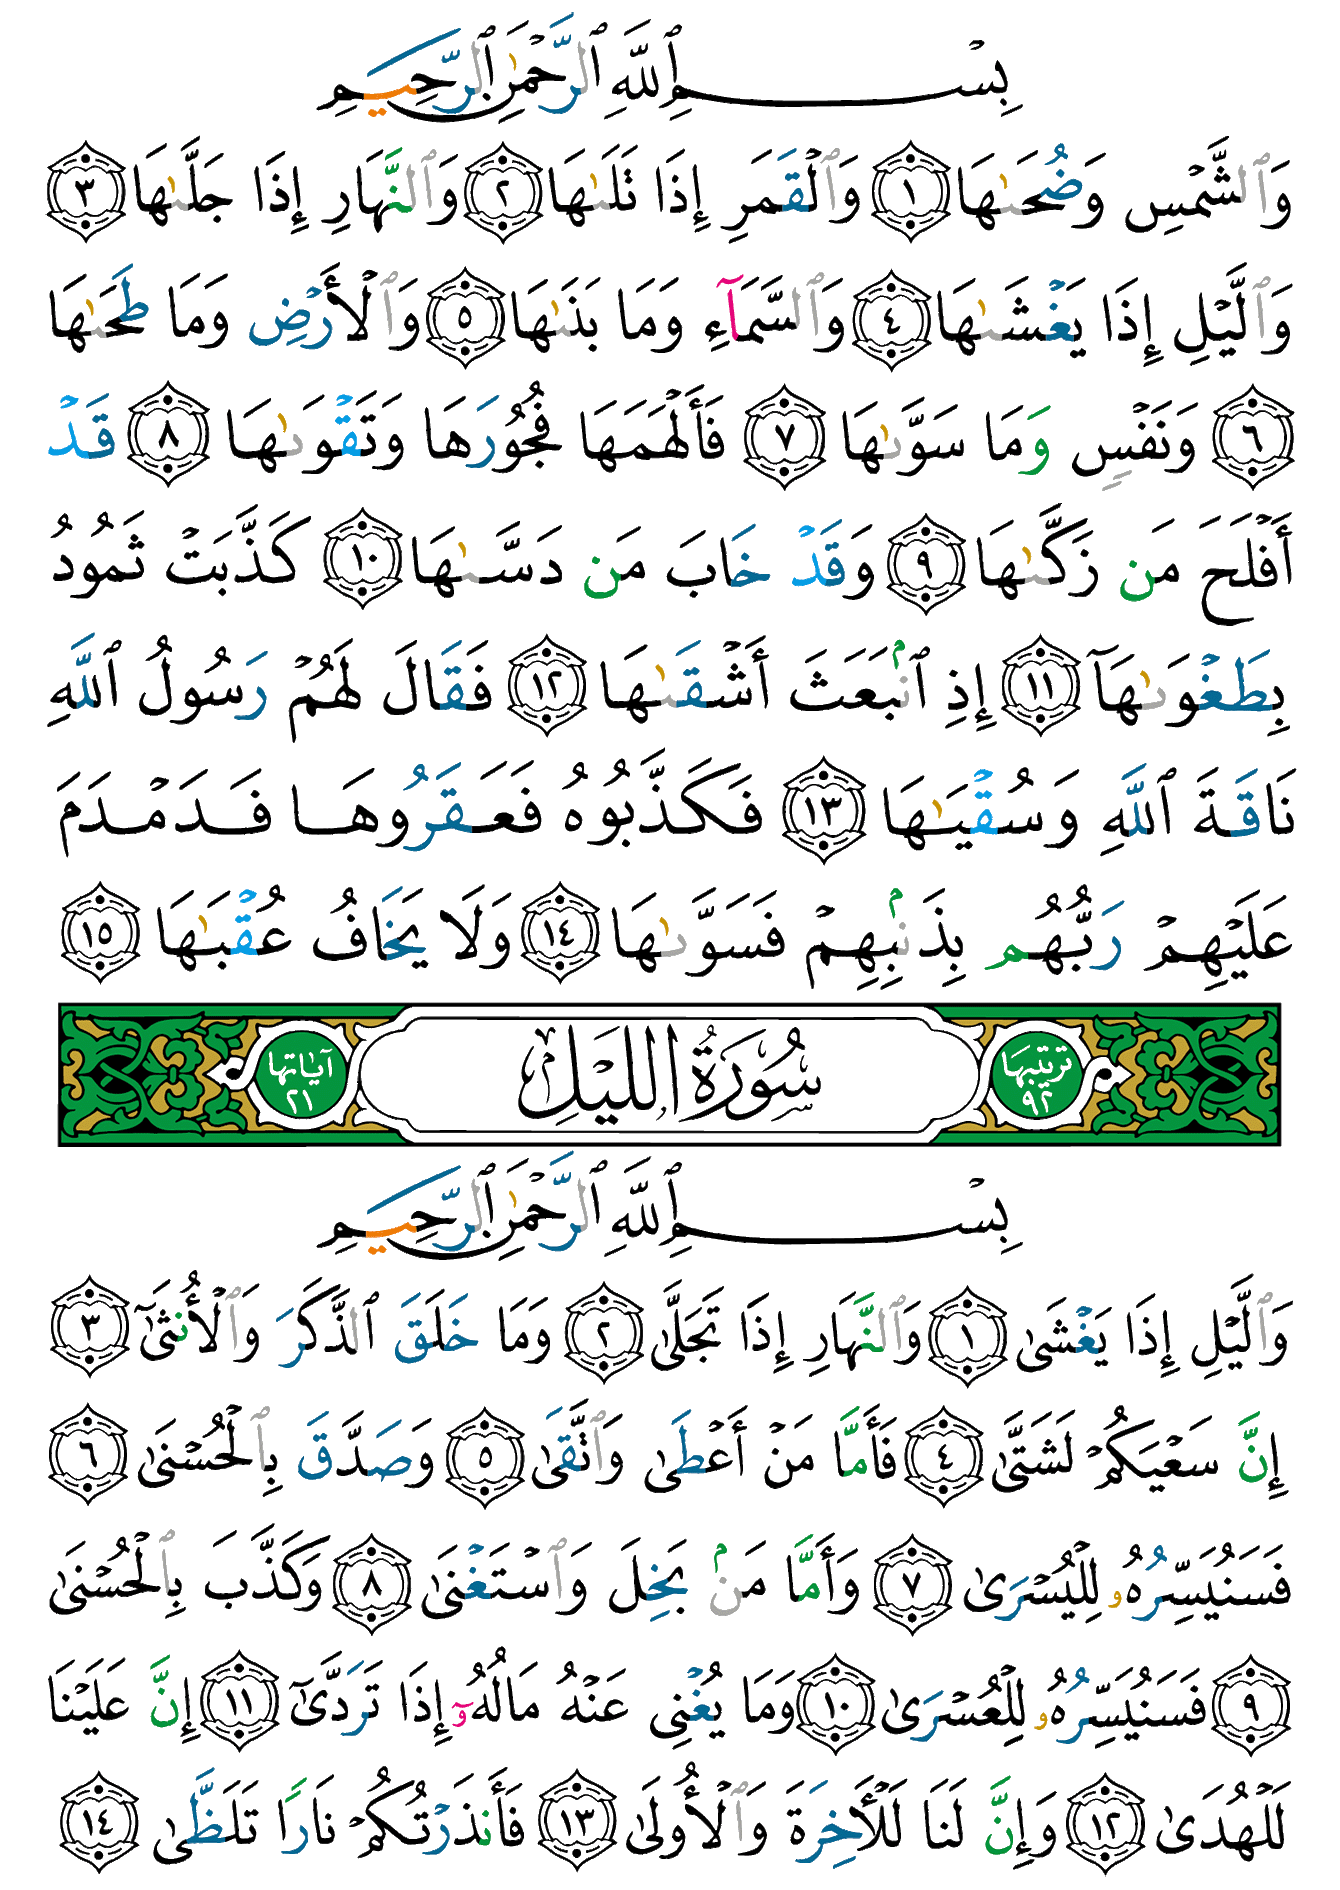 بِسْمِ ٱللَّهِ ٱلرَّحْمَٰنِ ٱلرَّحِيمِ
وَٱلشَّمْسِ وَضُحَىٰهَا ١ وَٱلْقَمَرِ إِذَا تَلَىٰهَا ٢ وَٱلنَّهَارِ إِذَا جَلَّىٰهَا ٣
وَٱلَّيْلِ إِذَا يَغْشَىٰهَا ٤ وَٱلسَّمَآءِ وَمَا بَنَىٰهَا ٥ وَٱلْأَرْضِ وَمَا طَحَىٰهَا
٦ وَنَفْسٍ وَمَا سَوَّىٰهَا ٧ فَأَلْهَمَهَا فُجُورَهَا وَتَقْوَىٰهَا ٨ قَدْ
أَفْلَحَ مَن زَكَّىٰهَا ٩ وَقَدْ خَابَ مَن دَسَّىٰهَا ١٠ كَذَّبَتْ ثَمُودُ
بِطَغْوَىٰهَآ ١١ إِذِ ٱنۢبَعَثَ أَشْقَىٰهَا ١٢ فَقَالَ لَهُمْ رَسُولُ ٱللَّهِ
نَاقَةَ ٱللَّهِ وَسُقْيَٰهَا ١٣ فَكَذَّبُوهُ فَعَقَرُوهَا فَدَمْدَمَ
عَلَيْهِمْ رَبُّهُم بِذَنۢبِهِمْ فَسَوَّىٰهَا ١٤ وَلَا يَخَافُ عُقْبَٰهَا ١٥
ترتيبها ٩٢ سُورَةُ اللَّيْلِ آياتها ٢١
بِسْمِ ٱللَّهِ ٱلرَّحْمَٰنِ ٱلرَّحِيمِ
وَٱلَّيْلِ إِذَا يَغْشَىٰ ١ وَٱلنَّهَارِ إِذَا تَجَلَّىٰ ٢ وَمَا خَلَقَ ٱلذَّكَرَ وَٱلْأُنثَىٰٓ ٣
إِنَّ سَعْيَكُمْ لَشَتَّىٰ ٤ فَأَمَّا مَنْ أَعْطَىٰ وَٱتَّقَىٰ ٥ وَصَدَّقَ بِٱلْحُسْنَىٰ ٦
فَسَنُيَسِّرُهُۥ لِلْيُسْرَىٰ ٧ وَأَمَّا مَنۢ بَخِلَ وَٱسْتَغْنَىٰ ٨ وَكَذَّبَ بِٱلْحُسْنَىٰ
٩ فَسَنُيَسِّرُهُۥ لِلْعُسْرَىٰ ١٠ وَمَا يُغْنِى عَنْهُ مَالُهُۥٓ إِذَا تَرَدَّىٰٓ ١١ إِنَّ عَلَيْنَا
لَلْهُدَىٰ ١٢ وَإِنَّ لَنَا لَلْأَخِرَةَ وَٱلْأُولَىٰ ١٣ فَأَنذَرْتُكُمْ نَارًا تَلَظَّىٰ ١٤